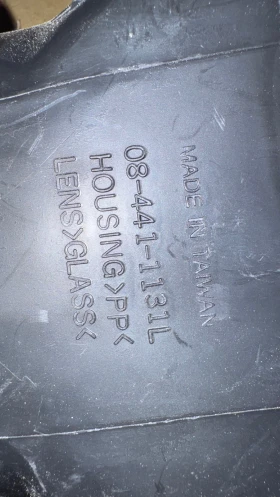 MADE IN TAIWAN
08-441-1131L
HOUSING>PP<
LENS>GLASS<